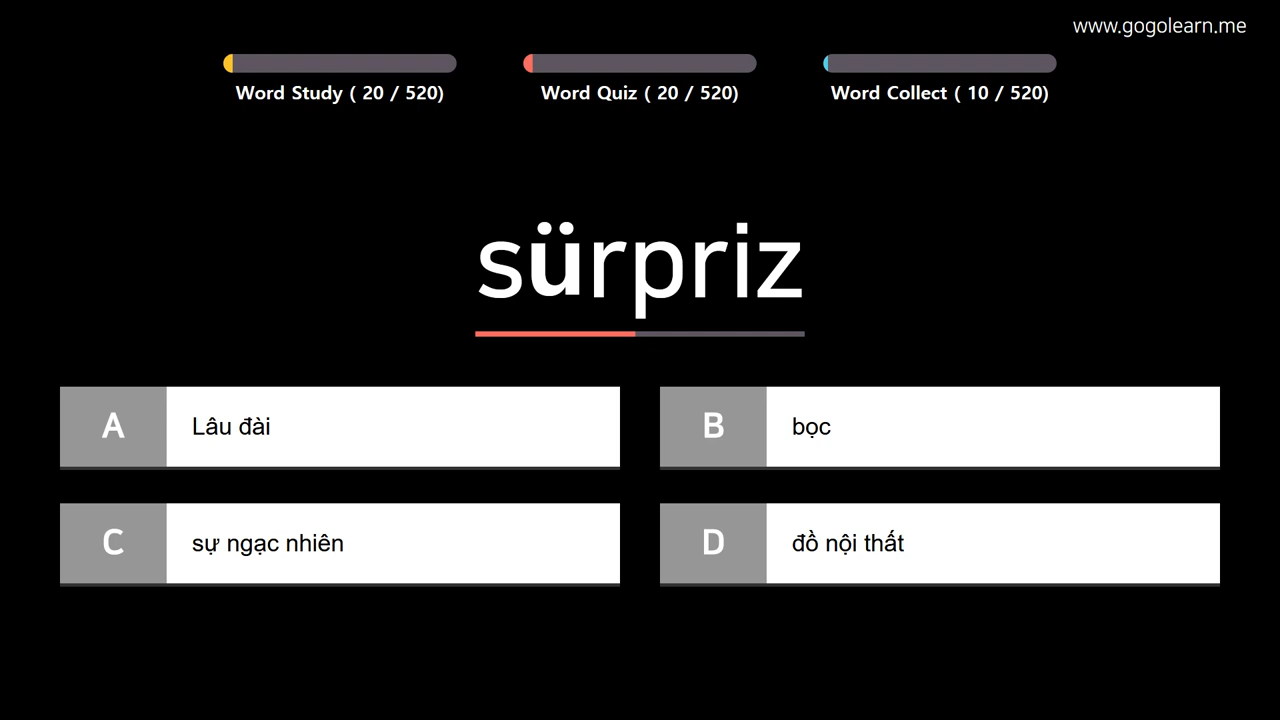 www.gogolearn.me
Word Study ( 20 / 520)
Word Quiz ( 20 / 520)
Word Collect ( 10 / 520)
sürpriz
A Lâu đài
B bọc
C sự ngạc nhiên
D đồ nội thất